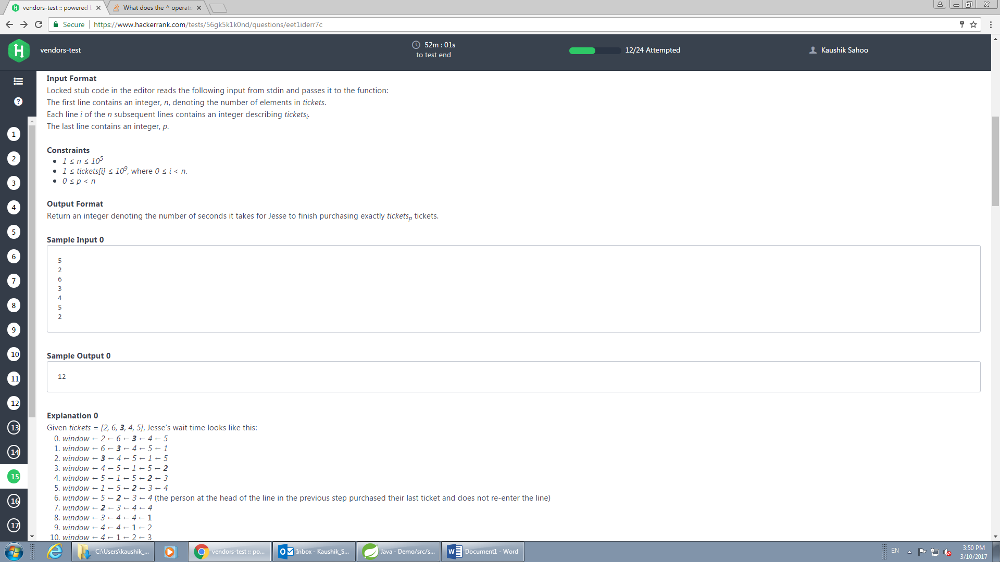 vendors-test :: powered
What does the ^ operat
Secure
https://www.hackerrank.com/tests/56gk5k1k0nd/questions/eet1iderr7c
vendors-test
52m : 01s
to test end
12/24 Attempted
Kaushik Sahoo
Input Format
Locked stub code in the editor reads the following input from stdin and passes it to the function:
The first line contains an integer, n, denoting the number of elements in tickets.
Each line i of the n subsequent lines contains an integer describing ticketsi.
The last line contains an integer, p.
Constraints
• 1 ≤ n ≤ 10^5
• 1 ≤ tickets[i] ≤ 10^9, where 0 ≤ i < n.
• 0 ≤ p < n
Output Format
Return an integer denoting the number of seconds it takes for Jesse to finish purchasing exactly ticketsp tickets.
Sample Input 0
5
2
6
3
4
5
2
Sample Output 0
12
Explanation 0
Given tickets = [2, 6, 3, 4, 5], Jesse's wait time looks like this:
0. window ← 2 ← 6 ← 3 ← 4 ← 5
1. window ← 6 ← 3 ← 4 ← 5 ← 1
2. window ← 3 ← 4 ← 5 ← 1 ← 5
3. window ← 4 ← 5 ← 1 ← 5 ← 2
4. window ← 5 ← 1 ← 5 ← 2 ← 3
5. window ← 1 ← 5 ← 2 ← 3 ← 4
6. window ← 5 ← 2 ← 3 ← 4 (the person at the head of the line in the previous step purchased their last ticket and does not re-enter the line)
7. window ← 2 ← 3 ← 4 ← 4
8. window ← 3 ← 4 ← 4 ← 1
9. window ← 4 ← 4 ← 1 ← 2
10. window ← 4 ← 1 ← 2 ← 3
?
1
2
3
4
5
6
7
8
9
10
11
12
13
14
15
16
17
C:\Users\kaushik_...
vendors-test :: po...
Inbox - Kaushik_S...
Java - Demo/src/s...
Document1 - Word
EN
3:50 PM
3/10/2017